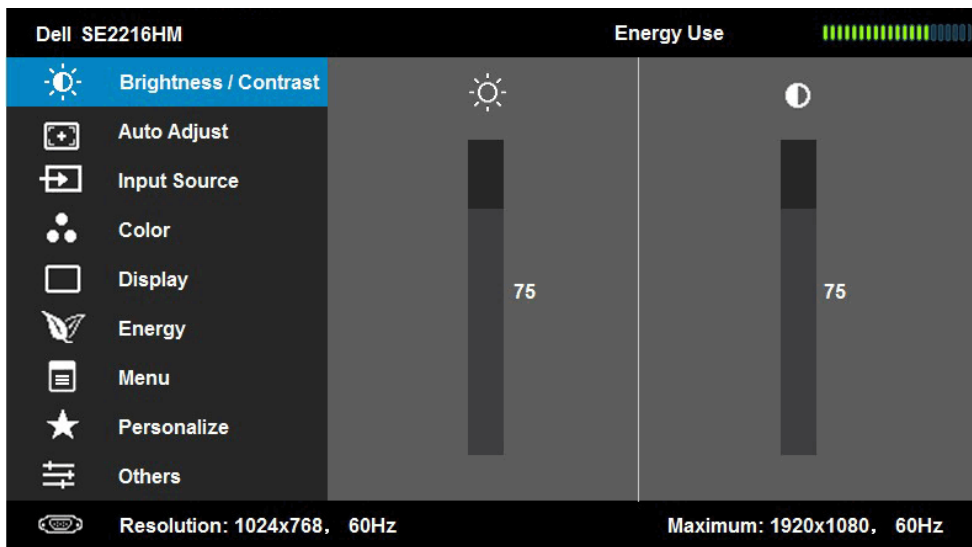 Dell SE2216HM Energy Use
Brightness / Contrast
Auto Adjust
Input Source
Color
Display
75 75
Energy
Menu
Personalize
Others
Resolution: 1024x768, 60Hz Maximum: 1920x1080, 60Hz